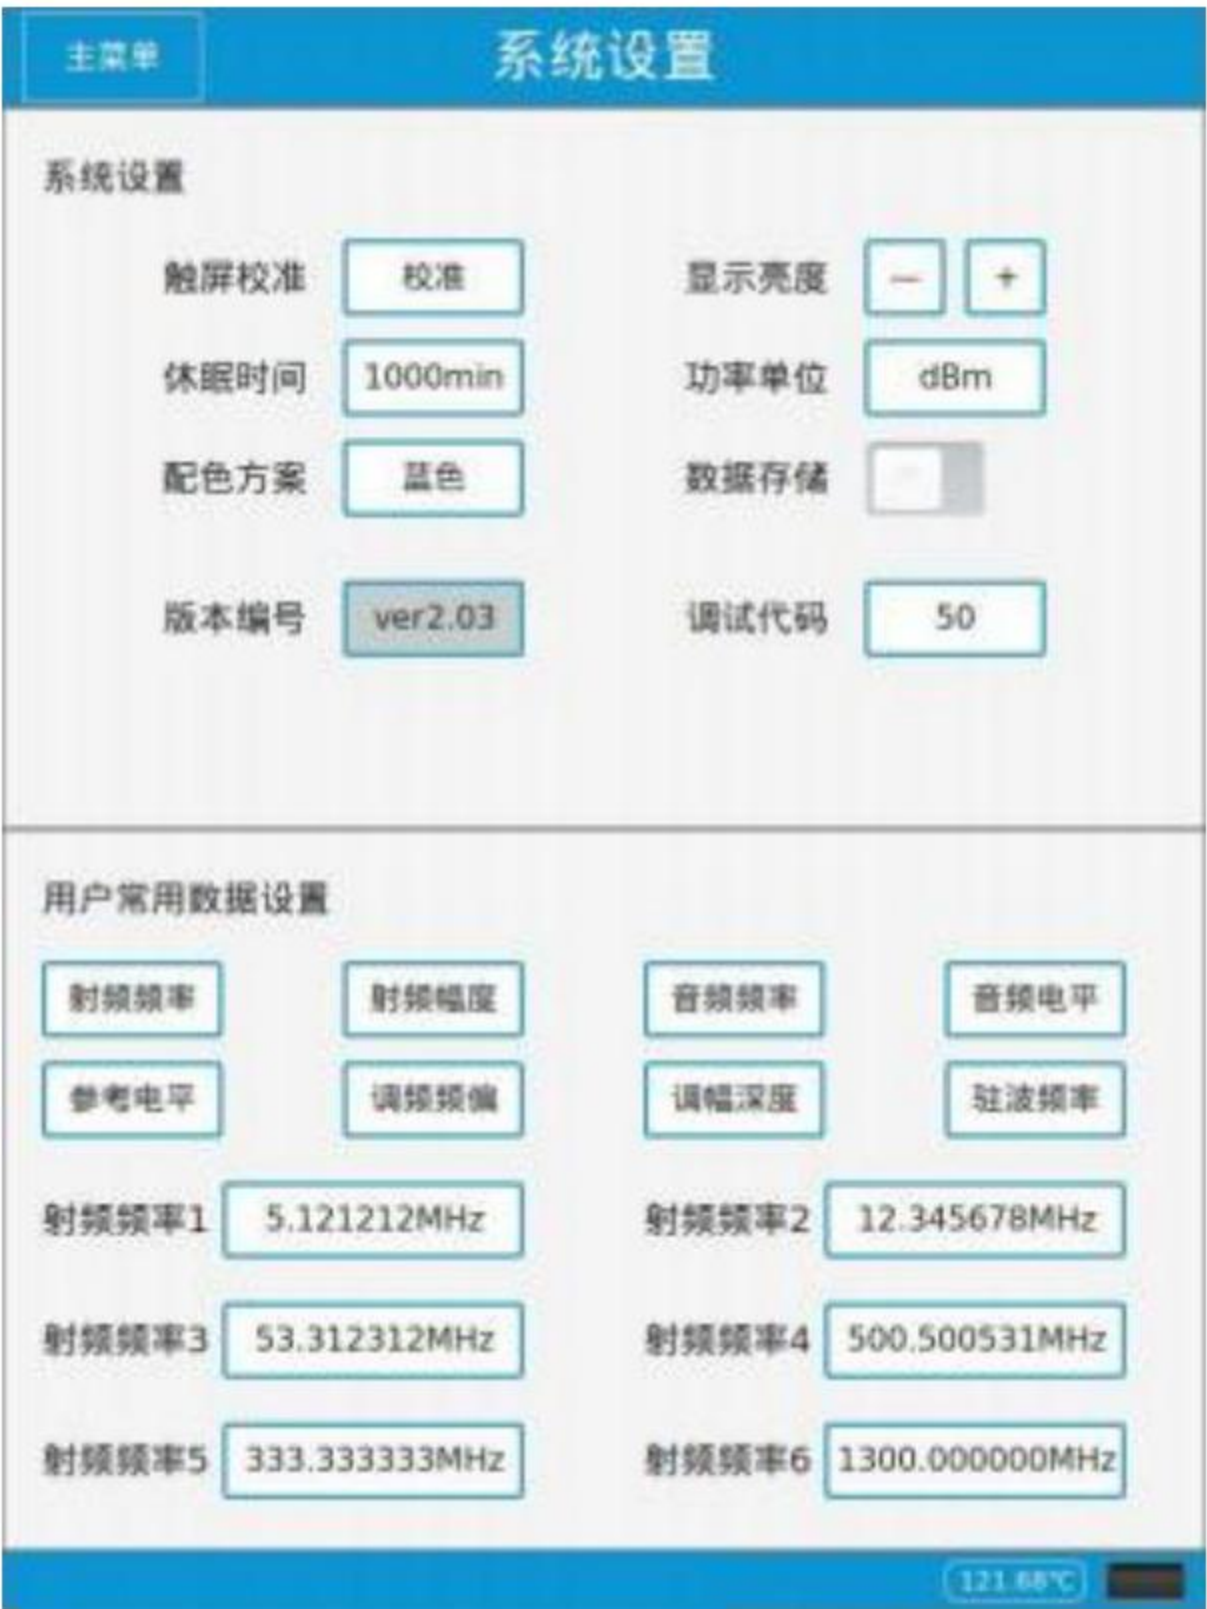 主菜单 系统设置
系统设置
触屏校准 校准 显示亮度 — +
休眠时间 1000min 功率单位 dBm
配色方案 蓝色 数据存储
版本编号 ver2.03 调试代码 50
用户常用数据设置
射频频率 射频幅度 音频频率 音频电平
参考电平 调频频偏 调幅深度 驻波频率
射频频率1 5.121212MHz 射频频率2 12.345678MHz
射频频率3 53.312312MHz 射频频率4 500.500531MHz
射频频率5 333.333333MHz 射频频率6 1300.000000MHz
121.68℃